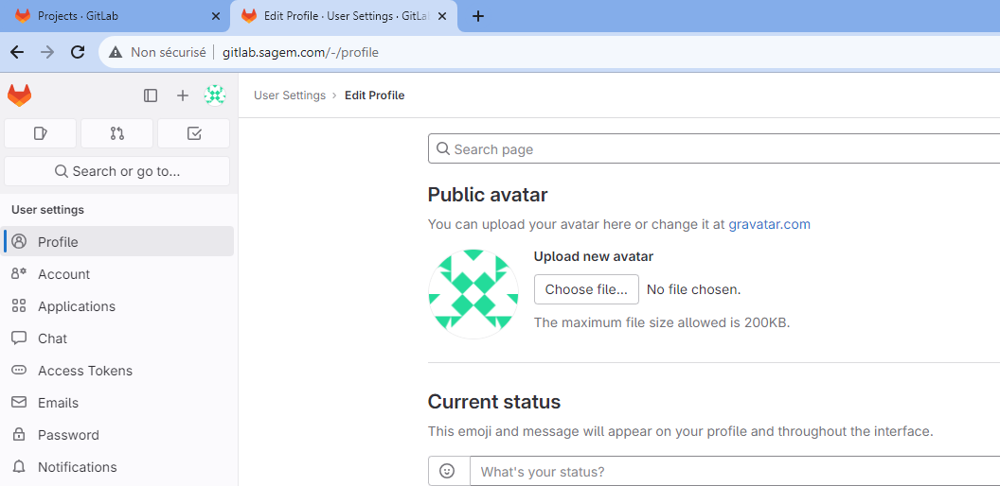 Projects · GitLab
Edit Profile · User Settings · GitLa
Non sécurisé
gitlab.sagem.com/-/profile
User Settings › Edit Profile
Search or go to...
User settings
Profile
Account
Applications
Chat
Access Tokens
Emails
Password
Notifications
Search page
Public avatar
You can upload your avatar here or change it at gravatar.com
Upload new avatar
Choose file... No file chosen.
The maximum file size allowed is 200KB.
Current status
This emoji and message will appear on your profile and throughout the interface.
What's your status?